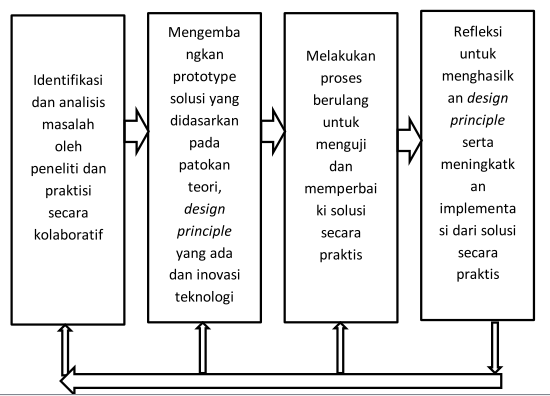 Identifikasi
dan analisis
masalah
oleh
peneliti dan
praktisi
secara
kolaboratif
Mengemba
ngkan
prototype
solusi yang
didasarkan
pada
patokan
teori,
design
principle
yang ada
dan inovasi
teknologi
Melakukan
proses
berulang
untuk
menguji
dan
memperbai
ki solusi
secara
praktis
Refleksi
untuk
menghasilk
an design
principle
serta
meningkatk
an
implementa
si dari solusi
secara
praktis